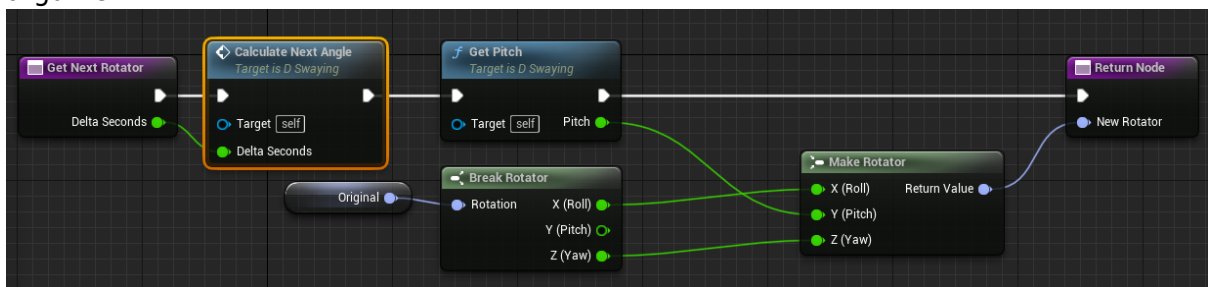 Get Next Rotator
Delta Seconds
Calculate Next Angle
Target is D Swaying
Target self
Delta Seconds
f Get Pitch
Target is D Swaying
Target self Pitch
Original
Break Rotator
Rotation X (Roll)
Y (Pitch)
Z (Yaw)
Make Rotator
X (Roll) Return Value
Y (Pitch)
Z (Yaw)
Return Node
New Rotator